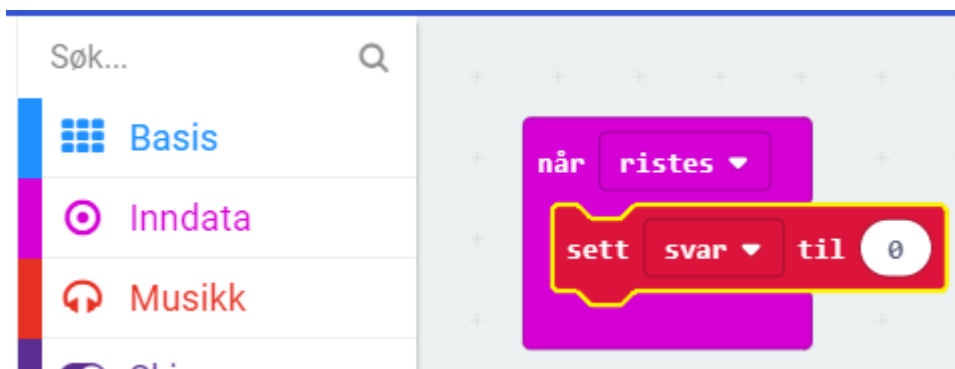 Søk...
Basis
Inndata
Musikk
når ristes
sett svar til 0